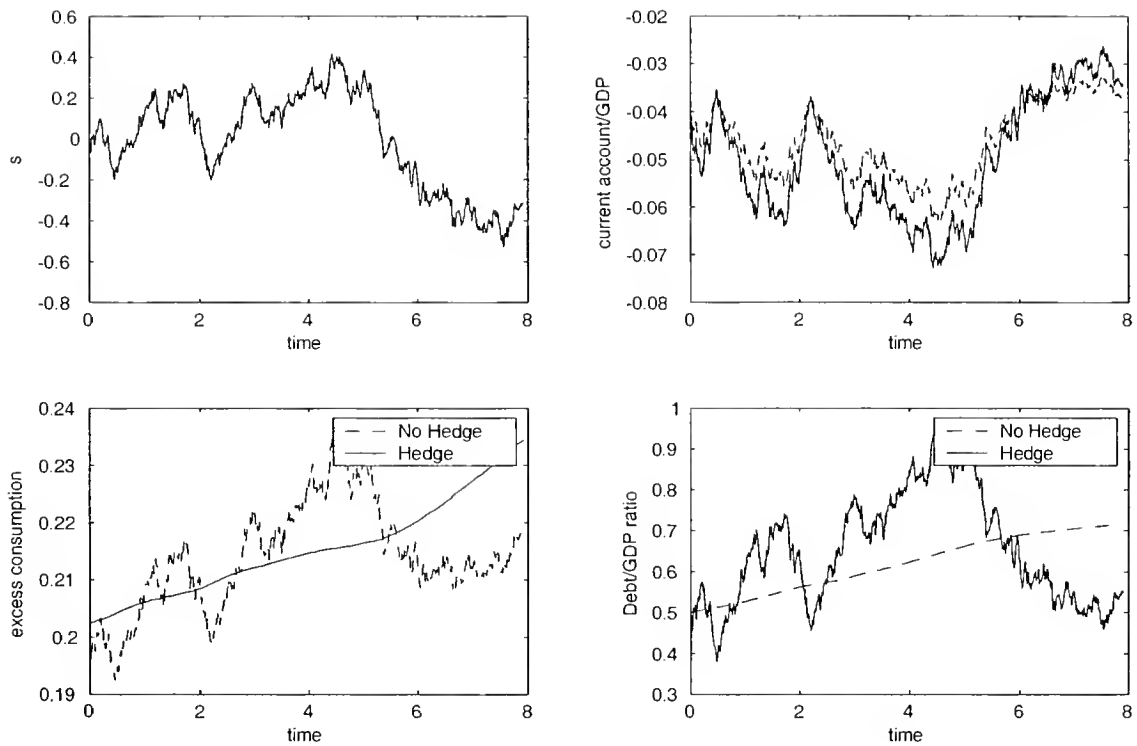 0.6
0.4
0.2
0
-0.2
-0.4
-0.6
-0.8
s
0 2 4 6 8
time
-0.02
-0.03
-0.04
-0.05
-0.06
-0.07
-0.08
current account/GDP
0 2 4 6 8
time
0.24
0.23
0.22
0.21
0.2
0.19
excess consumption
No Hedge
Hedge
0 2 4 6 8
time
1
0.9
0.8
0.7
0.6
0.5
0.4
0.3
Debt/GDP ratio
No Hedge
Hedge
0 2 4 6 8
time